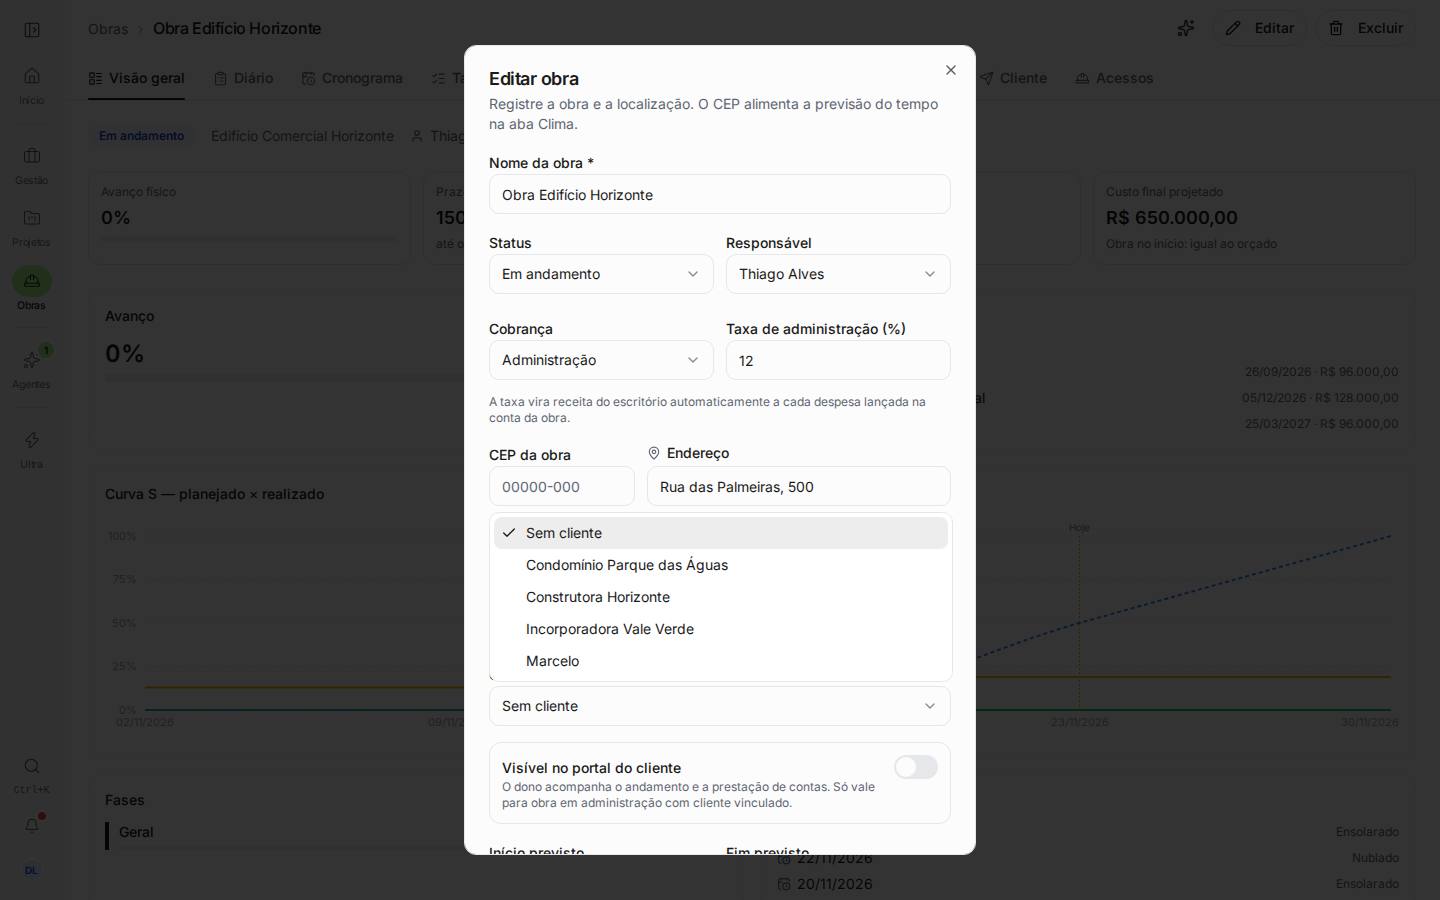 Obras
Obra Edifício Horizonte
Editar
Excluir
Visão geral
Diário
Cronograma
Ta
Cliente
Acessos
Início
Gestão
Projetos
Obras
1
Agentes
Ultra
Ctrl+K
DL
Em andamento
Edifício Comercial Horizonte
Thiag
Avanço físico
0%
Praz
150
até o
Custo final projetado
R$ 650.000,00
Obra no início: igual ao orçado
Avanço
0%
26/09/2026 · R$ 96.000,00
al
05/12/2026 · R$ 128.000,00
25/03/2027 · R$ 96.000,00
Curva S — planejado × realizado
100%
75%
50%
25%
0%
02/11/2026
09/11/2
Hoje
23/11/2026
30/11/2026
Fases
Geral
Ensolarado
22/11/2026
Nublado
20/11/2026
Ensolarado
Editar obra
Registre a obra e a localização. O CEP alimenta a previsão do tempo
na aba Clima.
Nome da obra *
Obra Edifício Horizonte
Status
Responsável
Em andamento
Thiago Alves
Cobrança
Taxa de administração (%)
Administração
12
A taxa vira receita do escritório automaticamente a cada despesa lançada na
conta da obra.
CEP da obra
Endereço
00000-000
Rua das Palmeiras, 500
Sem cliente
Condomínio Parque das Águas
Construtora Horizonte
Incorporadora Vale Verde
Marcelo
Sem cliente
Visível no portal do cliente
O dono acompanha o andamento e a prestação de contas. Só vale
para obra em administração com cliente vinculado.
Início previsto
Fim previsto